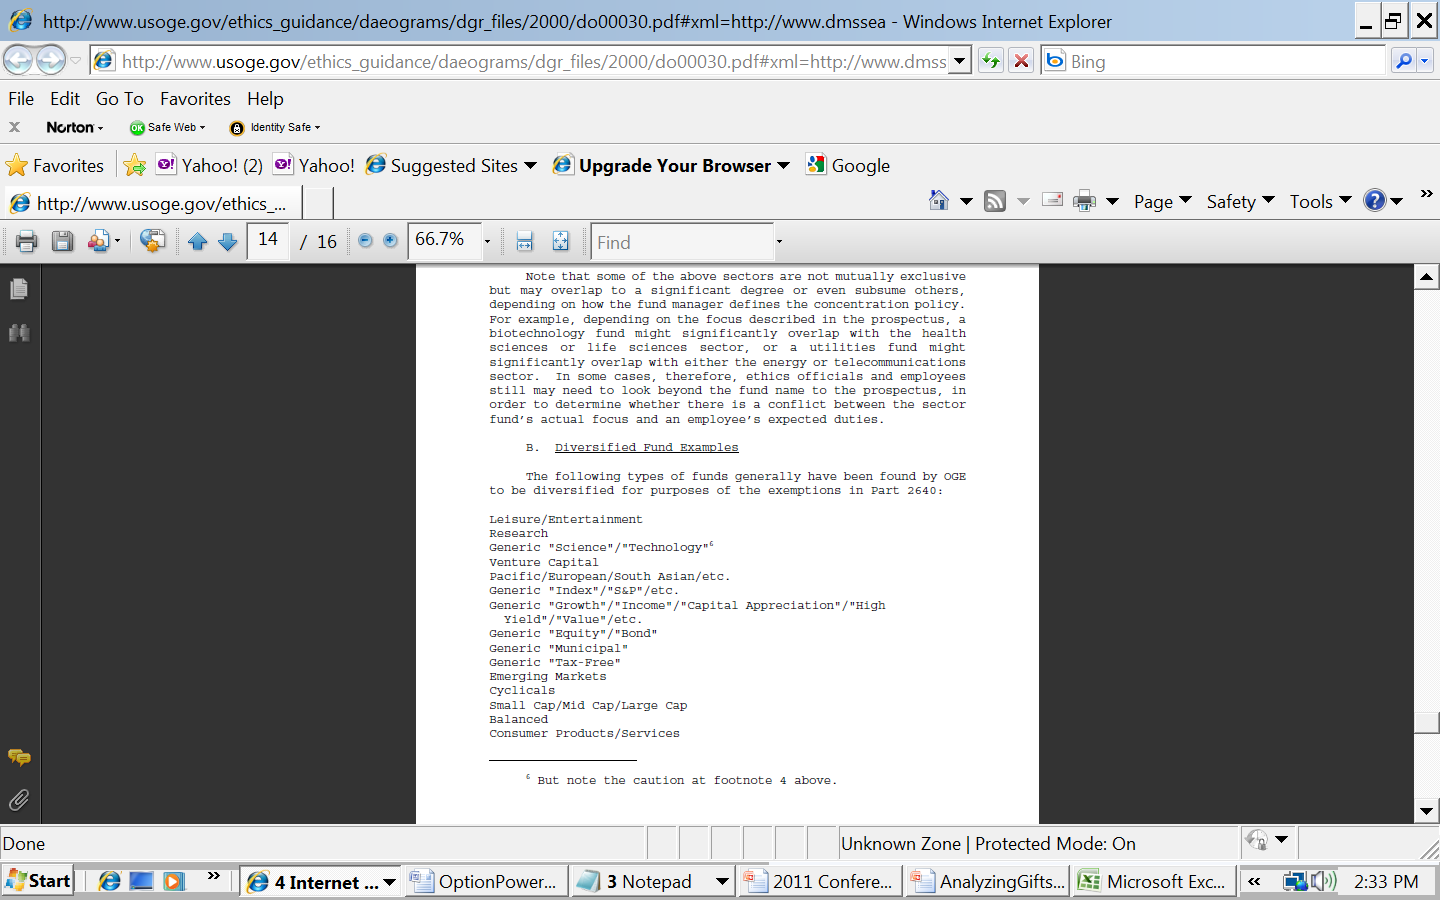 http://www.usoge.gov/ethics_guidance/daeograms/dgr_files/2000/do00030.pdf#xml=http://www.dmssea - Windows Internet Explorer
http://www.usoge.gov/ethics_guidance/daeograms/dgr_files/2000/do00030.pdf#xml=http://www.dmss Bing
File Edit Go To Favorites Help
x Norton Safe Web Identity Safe
Favorites Yahoo! (2) Yahoo! Suggested Sites Upgrade Your Browser Google
http://www.usoge.gov/ethics_... Page Safety Tools »
14 / 16 66.7% Find
Note that some of the above sectors are not mutually exclusive
but may overlap to a significant degree or even subsume others,
depending on how the fund manager defines the concentration policy.
For example, depending on the focus described in the prospectus, a
biotechnology fund might significantly overlap with the health
sciences or life sciences sector, or a utilities fund might
significantly overlap with either the energy or telecommunications
sector. In some cases, therefore, ethics officials and employees
still may need to look beyond the fund name to the prospectus, in
order to determine whether there is a conflict between the sector
fund's actual focus and an employee's expected duties.
B. Diversified Fund Examples
The following types of funds generally have been found by OGE
to be diversified for purposes of the exemptions in Part 2640:
Leisure/Entertainment
Research
Generic "Science"/"Technology"⁶
Venture Capital
Pacific/European/South Asian/etc.
Generic "Index"/"S&P"/etc.
Generic "Growth"/"Income"/"Capital Appreciation"/"High
Yield"/"Value"/etc.
Generic "Equity"/"Bond"
Generic "Municipal"
Generic "Tax-Free"
Emerging Markets
Cyclicals
Small Cap/Mid Cap/Large Cap
Balanced
Consumer Products/Services
⁶ But note the caution at footnote 4 above.
Done Unknown Zone | Protected Mode: On
Start » 4 Internet ... OptionPower... 3 Notepad 2011 Confere... AnalyzingGifts... Microsoft Exc... « 2:33 PM